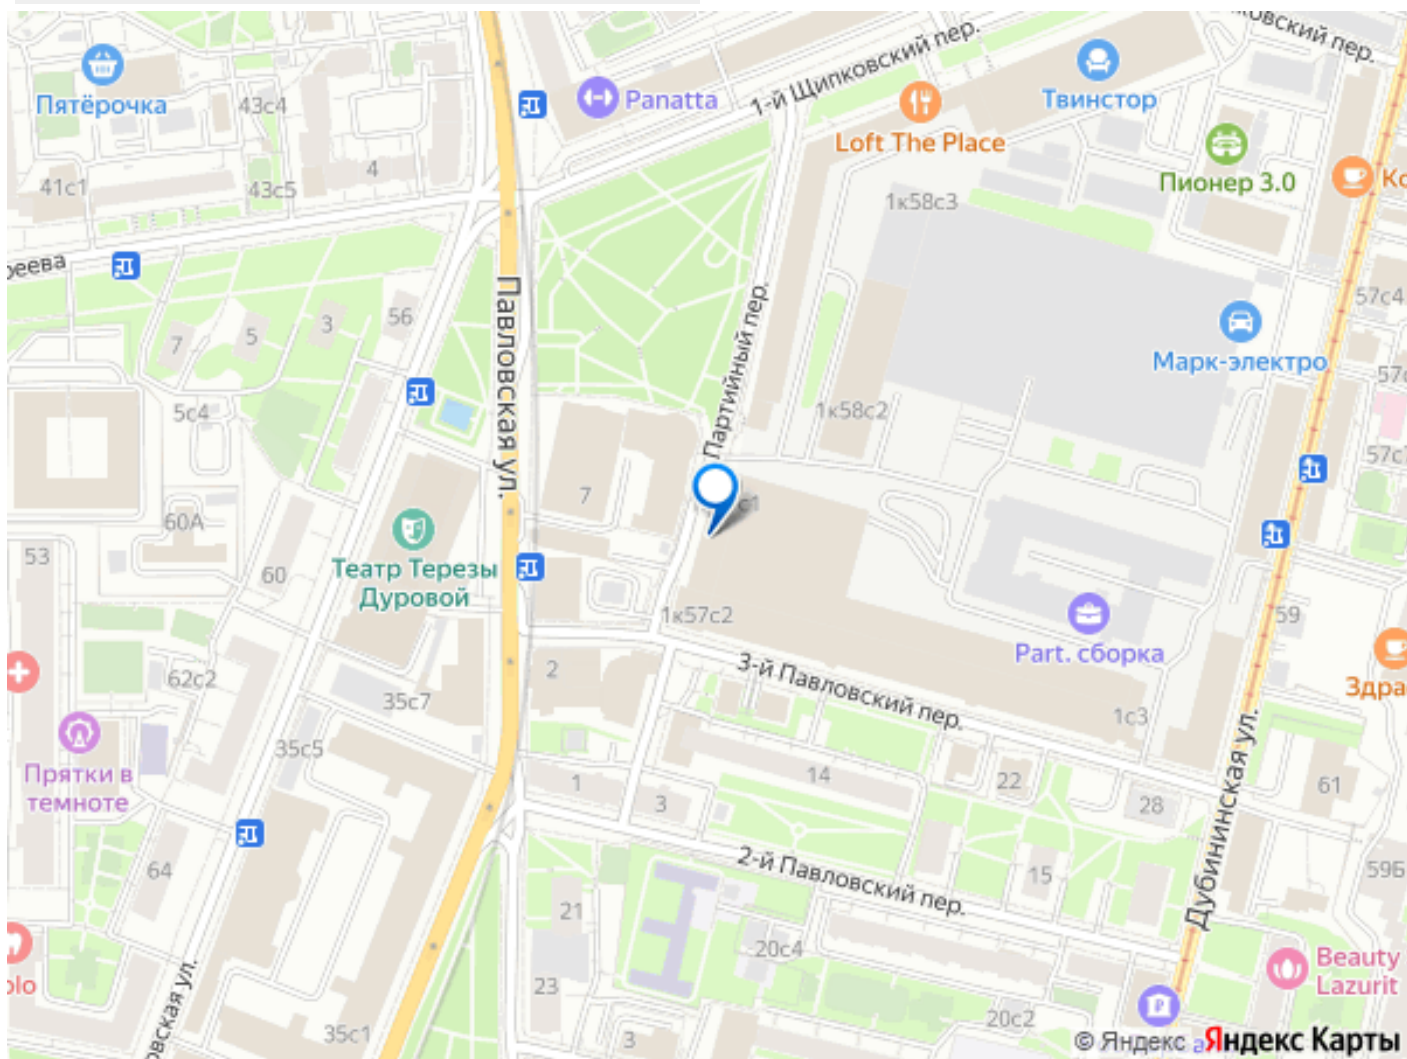 1-й Щипковский пер.
Пятёрочка
43с4
Panatta
Твинстор
Loft The Place
Пионер 3.0
41с1
43с5
4
1к58с3
Павловская ул.
57с4
56
3
5
7
Партийный пер.
Марк-электро
5с4
1к58с2
7
60А
53
Театр Терезы
Дуровой
60
1к57с2
59
Part. сборка
62с2
2
3-й Павловский пер.
35с7
1с3
35с5
Прятки в
темноте
1
3
14
22
28
61
Дубининская ул.
64
2-й Павловский пер.
15
59Б
21
20с4
23
Beauty
Lazurit
35с1
3
20с2
© Яндекс Яндекс Карты